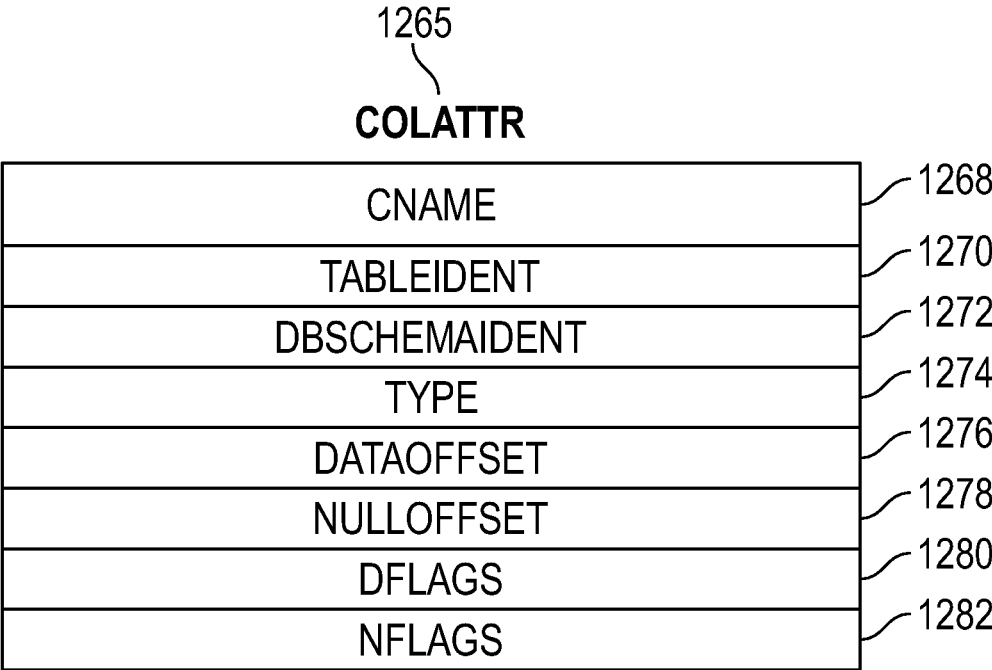 1265
COLATTR
CNAME 1268
TABLEIDENT 1270
DBSCHEMAIDENT 1272
TYPE 1274
DATAOFFSET 1276
NULLOFFSET 1278
DFLAGS 1280
NFLAGS 1282